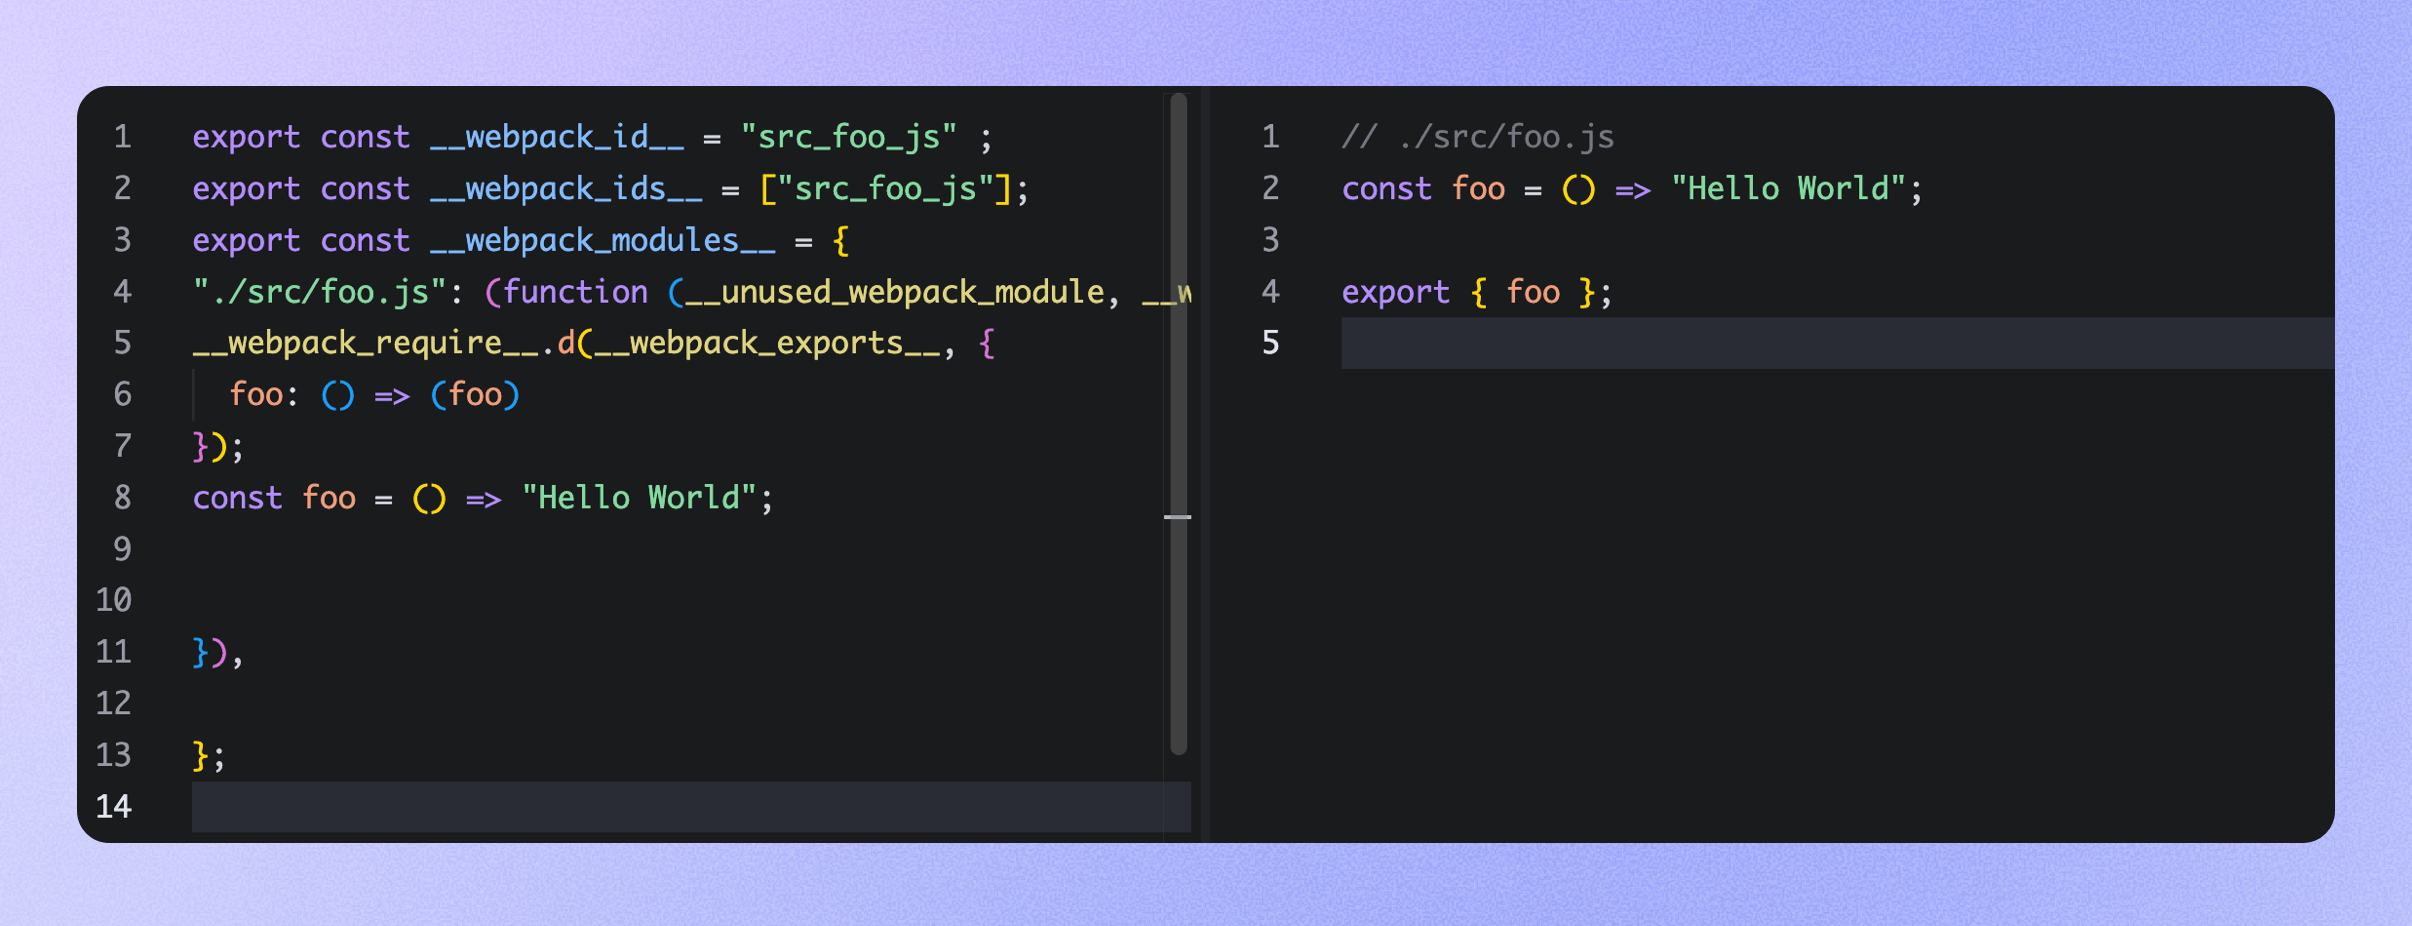 1 export const __webpack_id__ = "src_foo_js" ;
2 export const __webpack_ids__ = ["src_foo_js"];
3 export const __webpack_modules__ = {
4 "./src/foo.js": (function (__unused_webpack_module, __w
5 __webpack_require__.d(__webpack_exports__, {
6 foo: () => (foo)
7 });
8 const foo = () => "Hello World";
9
10
11 }),
12
13 };
14
1 // ./src/foo.js
2 const foo = () => "Hello World";
3
4 export { foo };
5